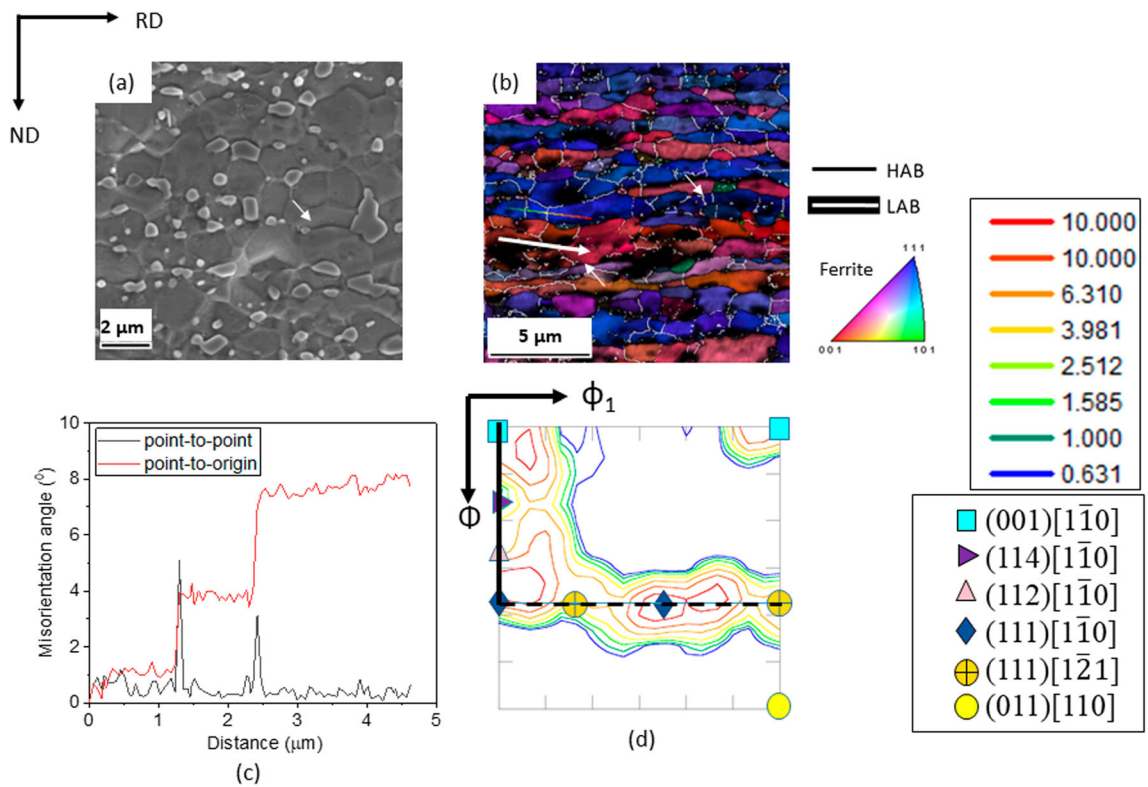 RD
ND
(a)
2 μm
(b)
5 μm
HAB
LAB
Ferrite
111
001
101
10.000
10.000
6.310
3.981
2.512
1.585
1.000
0.631
(001)[11̅0]
(114)[11̅0]
(112)[11̅0]
(111)[11̅0]
(111)[12̅1]
(011)[110]
Misorientation angle (⁰)
10
8
6
4
2
0
point-to-point
point-to-origin
0
1
2
3
4
5
Distance (μm)
(c)
ϕ1
Φ
(d)